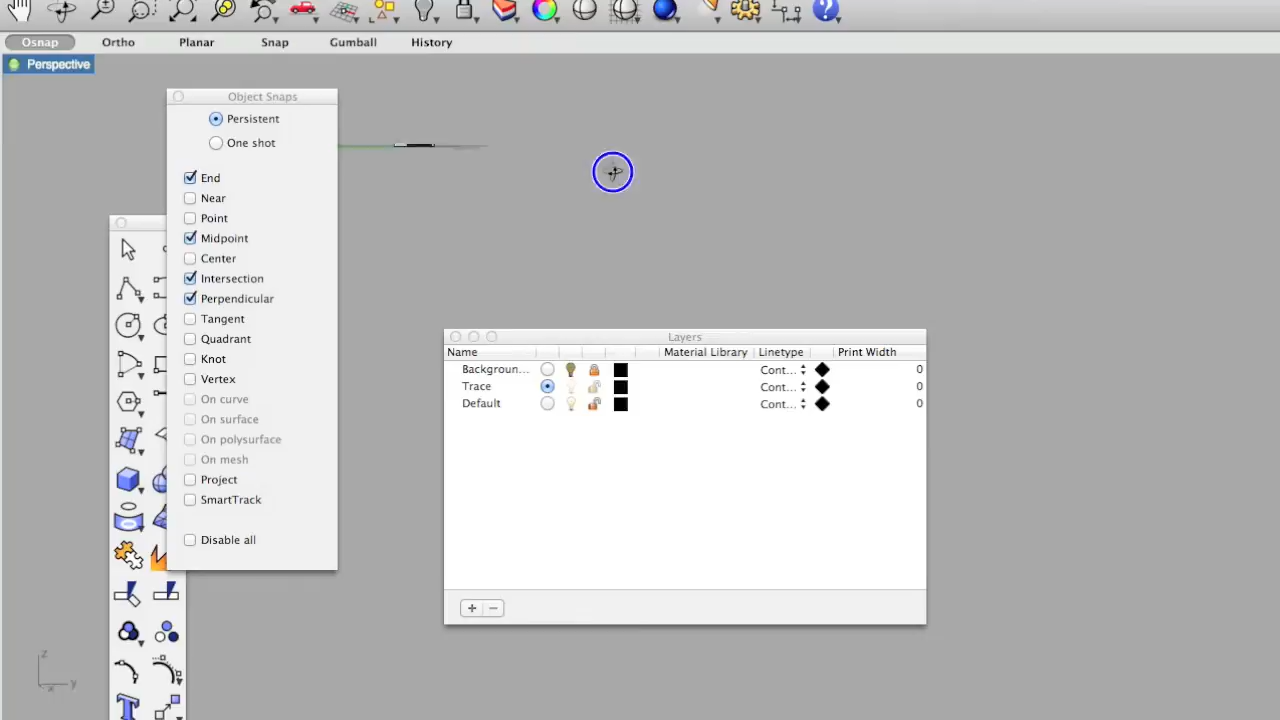 Osnap Ortho Planar Snap Gumball History
Perspective
Object Snaps
Persistent
One shot
End
Near
Point
Midpoint
Center
Intersection
Perpendicular
Tangent
Quadrant
Knot
Vertex
On curve
On surface
On polysurface
On mesh
Project
SmartTrack
Disable all
Layers
Name Material Library Linetype Print Width
Backgroun... Cont... 0
Trace Cont... 0
Default Cont... 0
+ −
z
x y